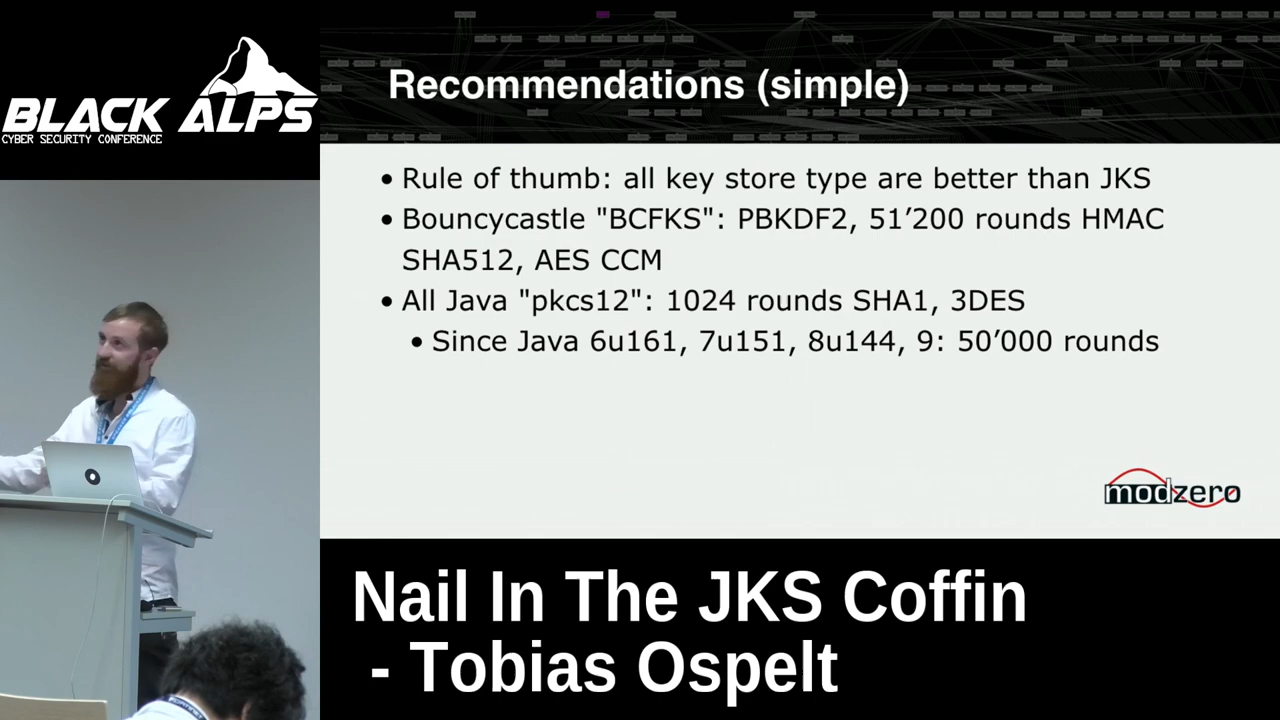 BLACK ALPS
CYBER SECURITY CONFERENCE
Recommendations (simple)
• Rule of thumb: all key store type are better than JKS
• Bouncycastle "BCFKS": PBKDF2, 51’200 rounds HMAC
SHA512, AES CCM
• All Java "pkcs12": 1024 rounds SHA1, 3DES
• Since Java 6u161, 7u151, 8u144, 9: 50’000 rounds
modzero
Nail In The JKS Coffin
- Tobias Ospelt
FORTINET